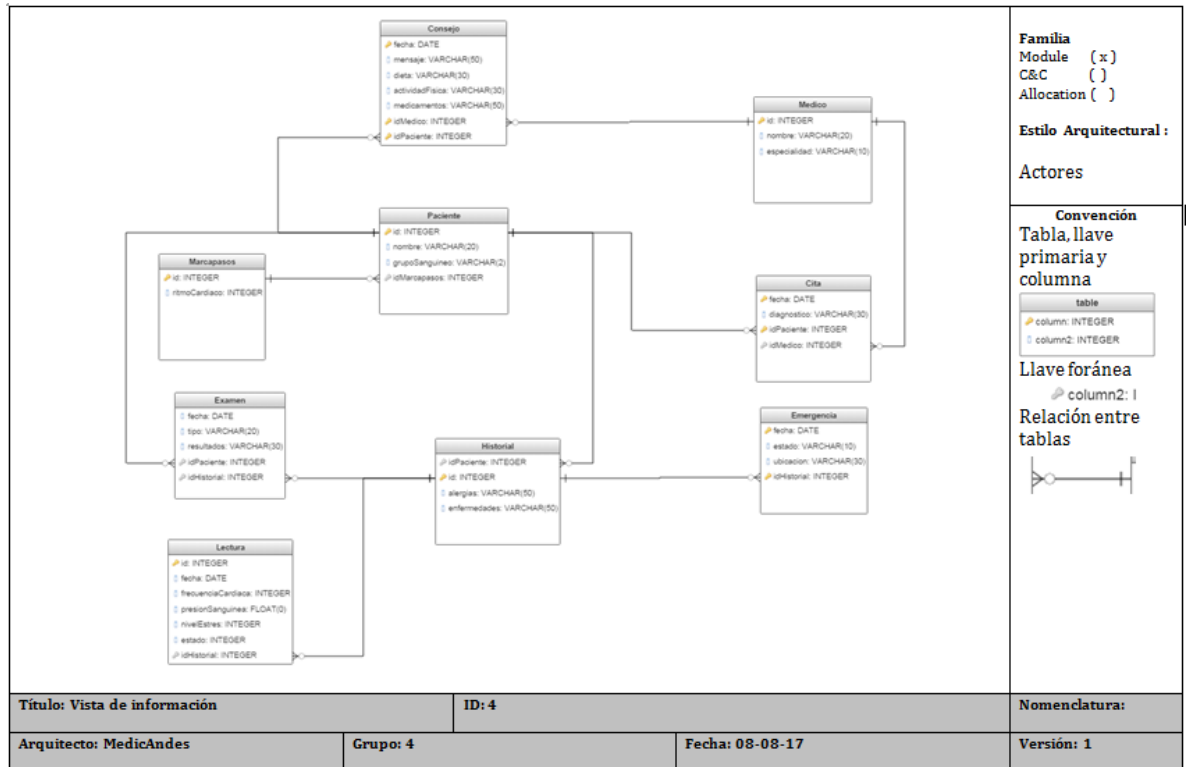 Consejo
fecha: DATE
mensaje: VARCHAR(50)
dieta: VARCHAR(30)
actividadFisica: VARCHAR(30)
medicamentos: VARCHAR(50)
idMedico: INTEGER
idPaciente: INTEGER
Medico
id: INTEGER
nombre: VARCHAR(20)
especialidad: VARCHAR(10)
Paciente
id: INTEGER
nombre: VARCHAR(20)
grupoSanguineo: VARCHAR(2)
idMarcapasos: INTEGER
Marcapasos
id: INTEGER
ritmoCardiaco: INTEGER
Cita
fecha: DATE
diagnostico: VARCHAR(30)
idPaciente: INTEGER
idMedico: INTEGER
Examen
fecha: DATE
tipo: VARCHAR(20)
resultados: VARCHAR(30)
idPaciente: INTEGER
idHistorial: INTEGER
Historial
idPaciente: INTEGER
id: INTEGER
alergias: VARCHAR(50)
enfermedades: VARCHAR(50)
Emergencia
fecha: DATE
estado: VARCHAR(10)
ubicacion: VARCHAR(30)
idHistorial: INTEGER
Lectura
id: INTEGER
fecha: DATE
frecuenciaCardiaca: INTEGER
presionSanguinea: FLOAT(0)
nivelEstres: INTEGER
estado: INTEGER
idHistorial: INTEGER
Familia
Module ( x )
C&C ( )
Allocation ( )
Estilo Arquitectural :
Actores
Convención
Tabla, llave
primaria y
columna
table
column: INTEGER
column2: INTEGER
Llave foránea
column2: I
Relación entre
tablas
Título: Vista de información
ID: 4
Nomenclatura:
Arquitecto: MedicAndes
Grupo: 4
Fecha: 08-08-17
Versión: 1